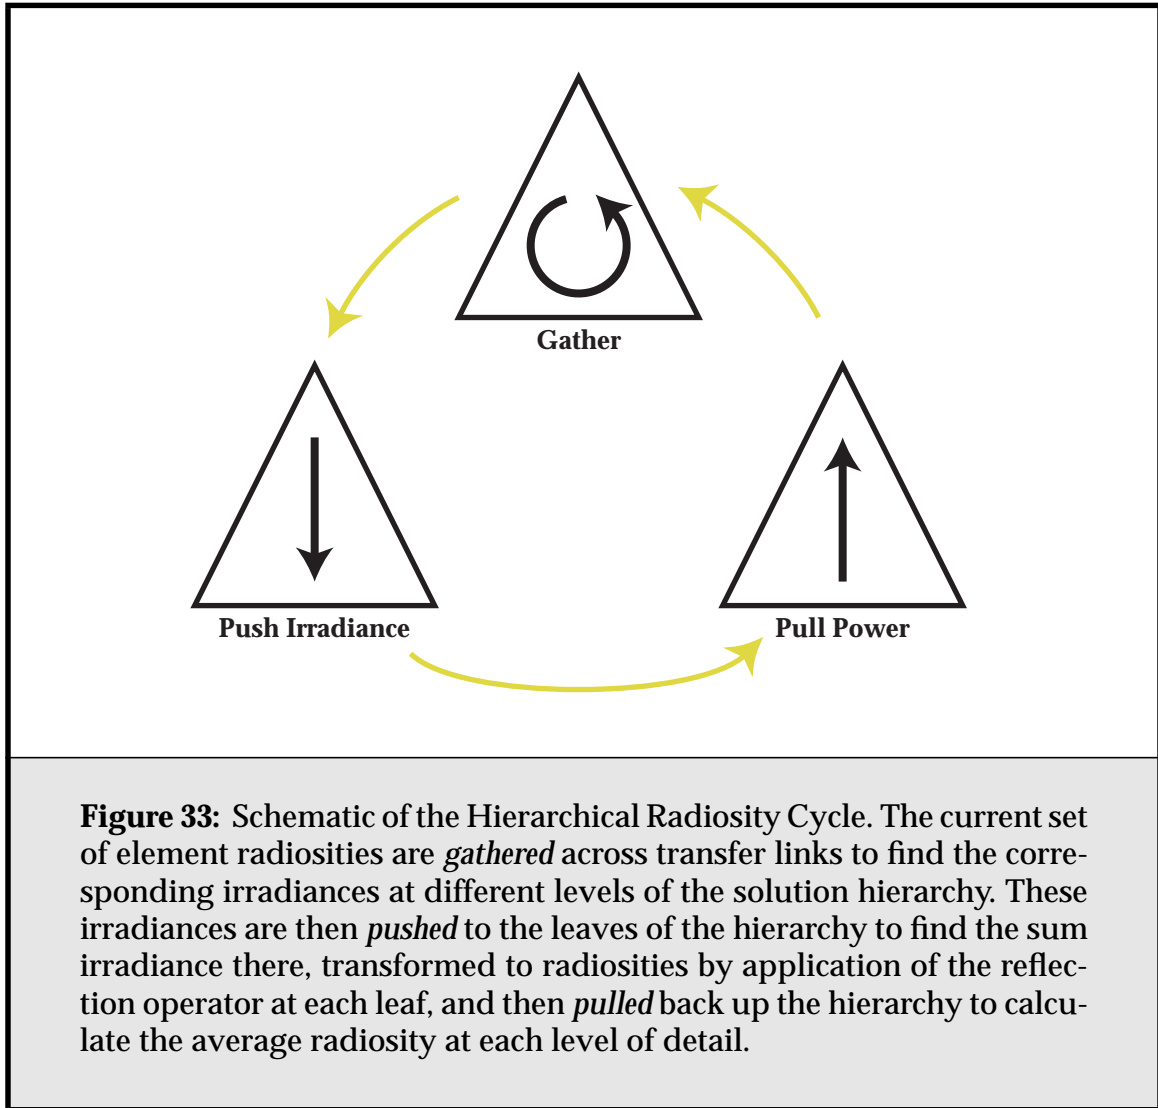 Gather
Push Irradiance
Pull Power
Figure 33: Schematic of the Hierarchical Radiosity Cycle. The current set
of element radiosities are gathered across transfer links to find the corre-
sponding irradiances at different levels of the solution hierarchy. These
irradiances are then pushed to the leaves of the hierarchy to find the sum
irradiance there, transformed to radiosities by application of the reflec-
tion operator at each leaf, and then pulled back up the hierarchy to calcu-
late the average radiosity at each level of detail.